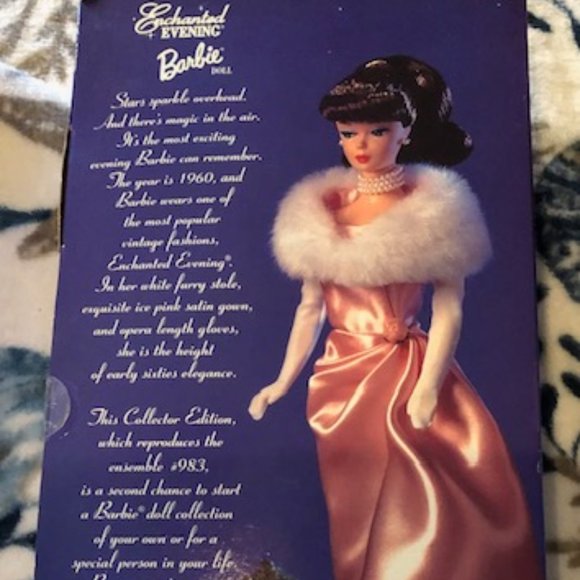 Enchanted
EVENING®
Barbie®
DOLL
Stars sparkle overhead.
And there's magic in the air.
It's the most exciting
evening Barbie can remember.
The year is 1960, and
Barbie wears one of
the most popular
vintage fashions,
Enchanted Evening®.
In her white furry stole,
exquisite ice pink satin gown,
and opera length gloves,
she is the height
of early sixties elegance.
This Collector Edition,
which reproduces the
ensemble #983,
is a second chance to start
a Barbie® doll collection
of your own or for a
special person in your life.